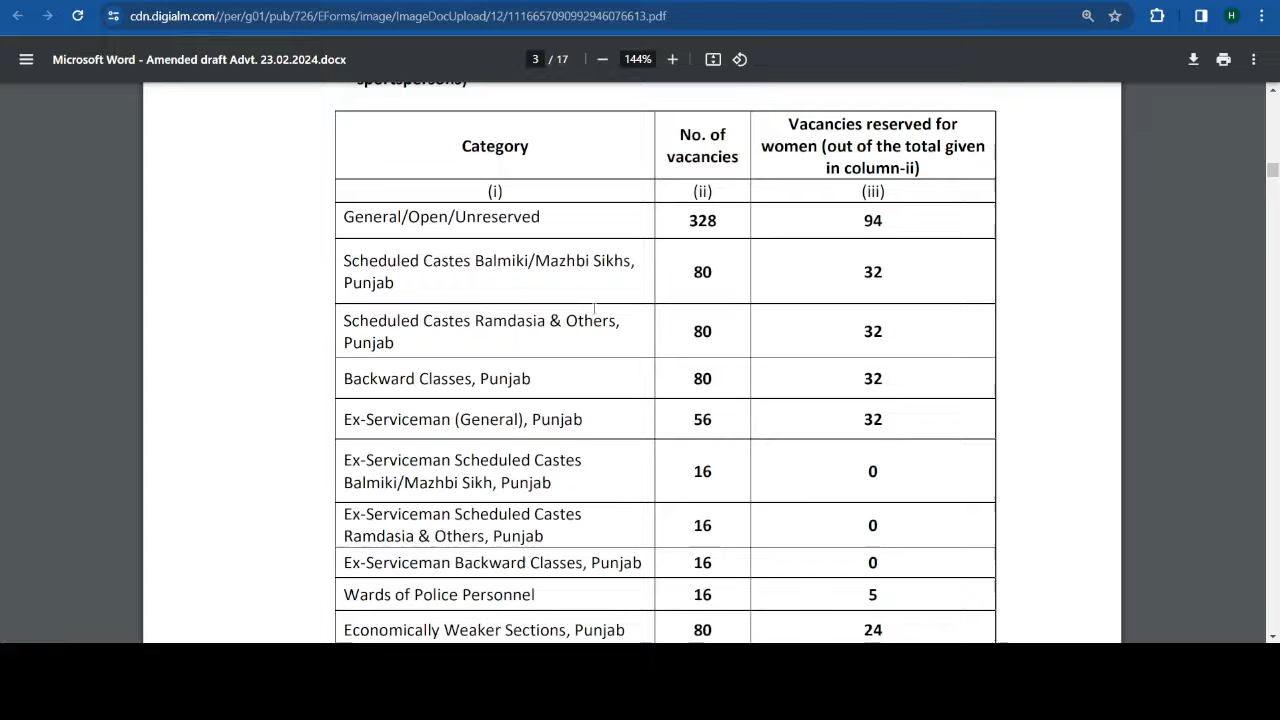 cdn.digialm.com//per/g01/pub/726/EForms/image/ImageDocUpload/12/1116657090992946076613.pdf
H
Microsoft Word - Amended draft Advt. 23.02.2024.docx
3 / 17
144%
sportspersons)
Category
No. of
vacancies
Vacancies reserved for
women (out of the total given
in column-ii)
(i)
(ii)
(iii)
General/Open/Unreserved
328
94
Scheduled Castes Balmiki/Mazhbi Sikhs,
Punjab
80
32
Scheduled Castes Ramdasia & Others,
Punjab
80
32
Backward Classes, Punjab
80
32
Ex-Serviceman (General), Punjab
56
32
Ex-Serviceman Scheduled Castes
Balmiki/Mazhbi Sikh, Punjab
16
0
Ex-Serviceman Scheduled Castes
Ramdasia & Others, Punjab
16
0
Ex-Serviceman Backward Classes, Punjab
16
0
Wards of Police Personnel
16
5
Economically Weaker Sections, Punjab
80
24